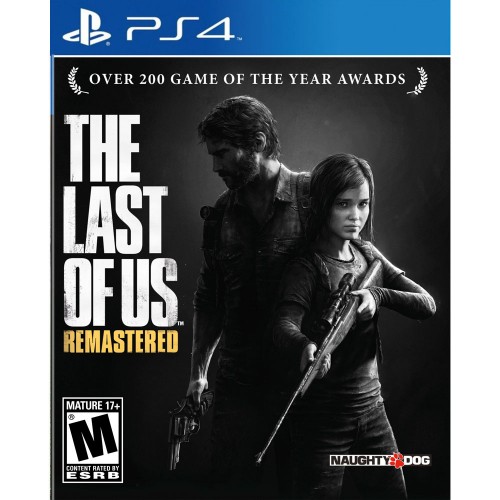 PS4
OVER 200 GAME OF THE YEAR AWARDS
THE
LAST
OF US™
REMASTERED
MATURE 17+
M®
CONTENT RATED BY
ESRB
NAUGHTY DOG